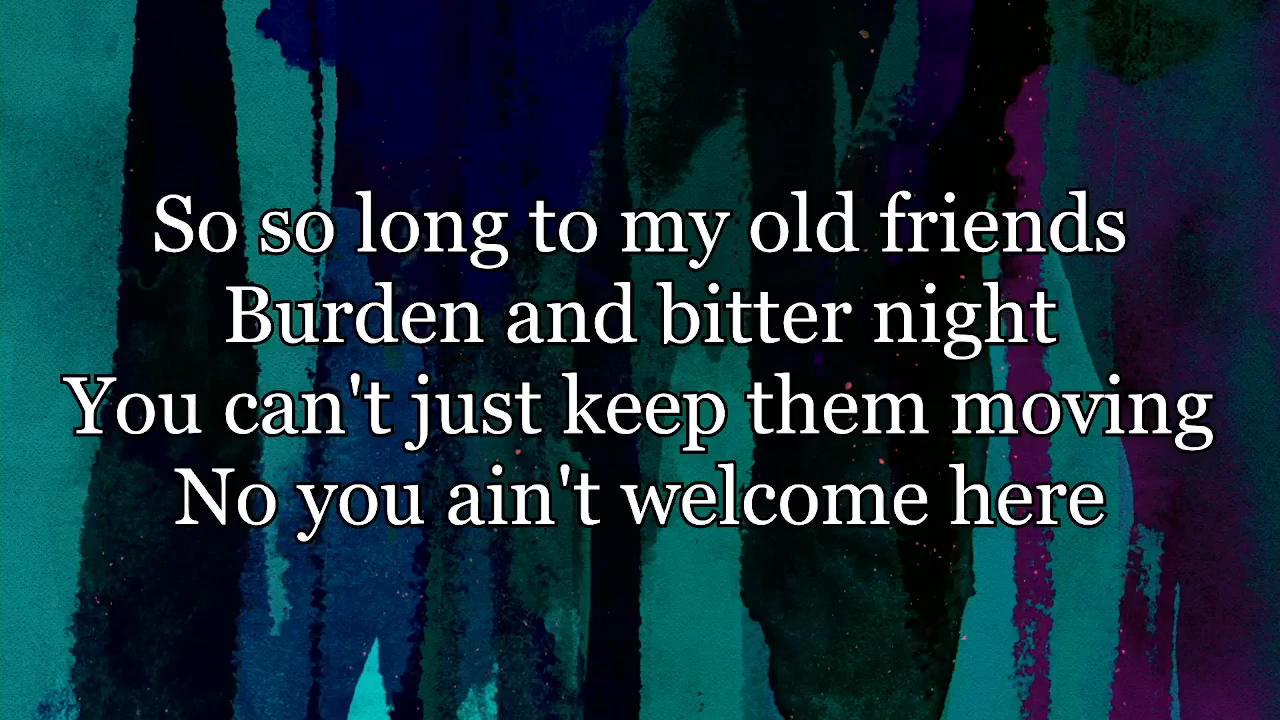 So so long to my old friends
Burden and bitter night
You can't just keep them moving
No you ain't welcome here